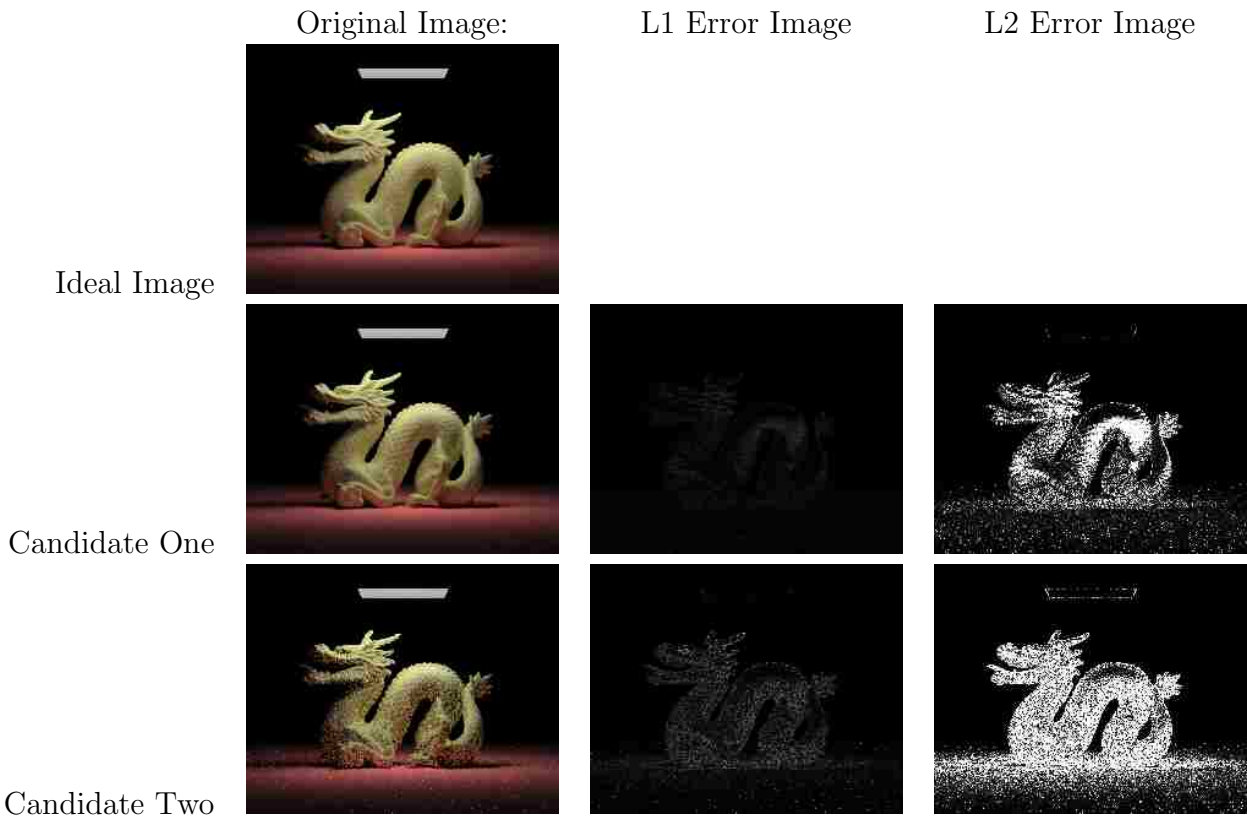 Original Image:
L1 Error Image
L2 Error Image
Ideal Image
Candidate One
Candidate Two